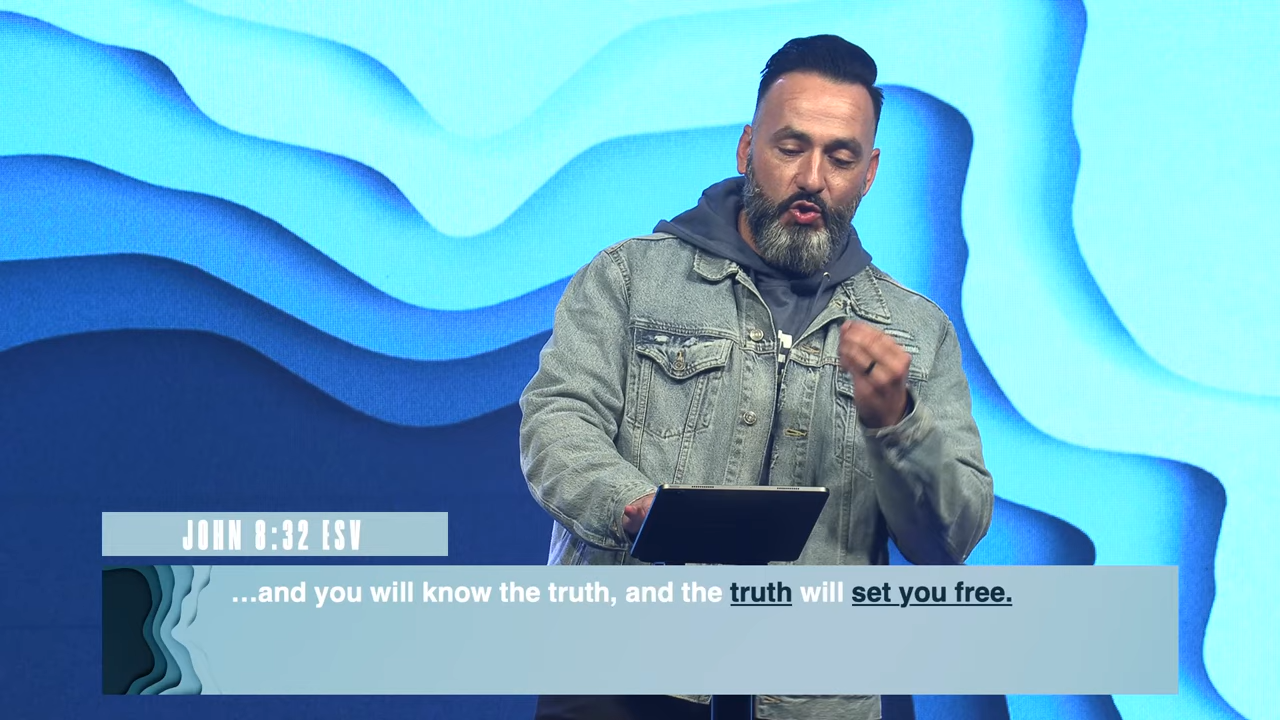 JOHN 8:32 ESV
…and you will know the truth, and the truth will set you free.